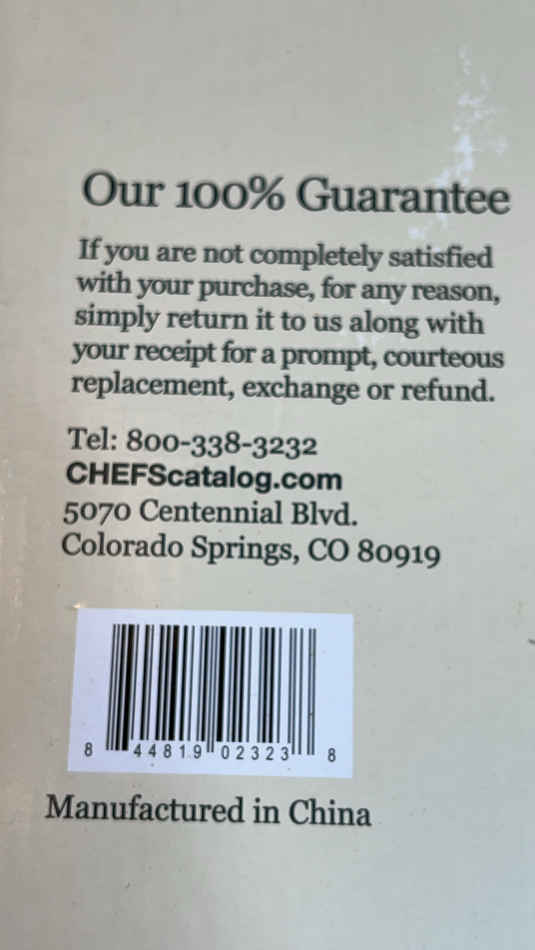 Our 100% Guarantee
If you are not completely satisfied
with your purchase, for any reason,
simply return it to us along with
your receipt for a prompt, courteous
replacement, exchange or refund.
Tel: 800-338-3232
CHEFScatalog.com
5070 Centennial Blvd.
Colorado Springs, CO 80919
8 44819 02323 8
Manufactured in China